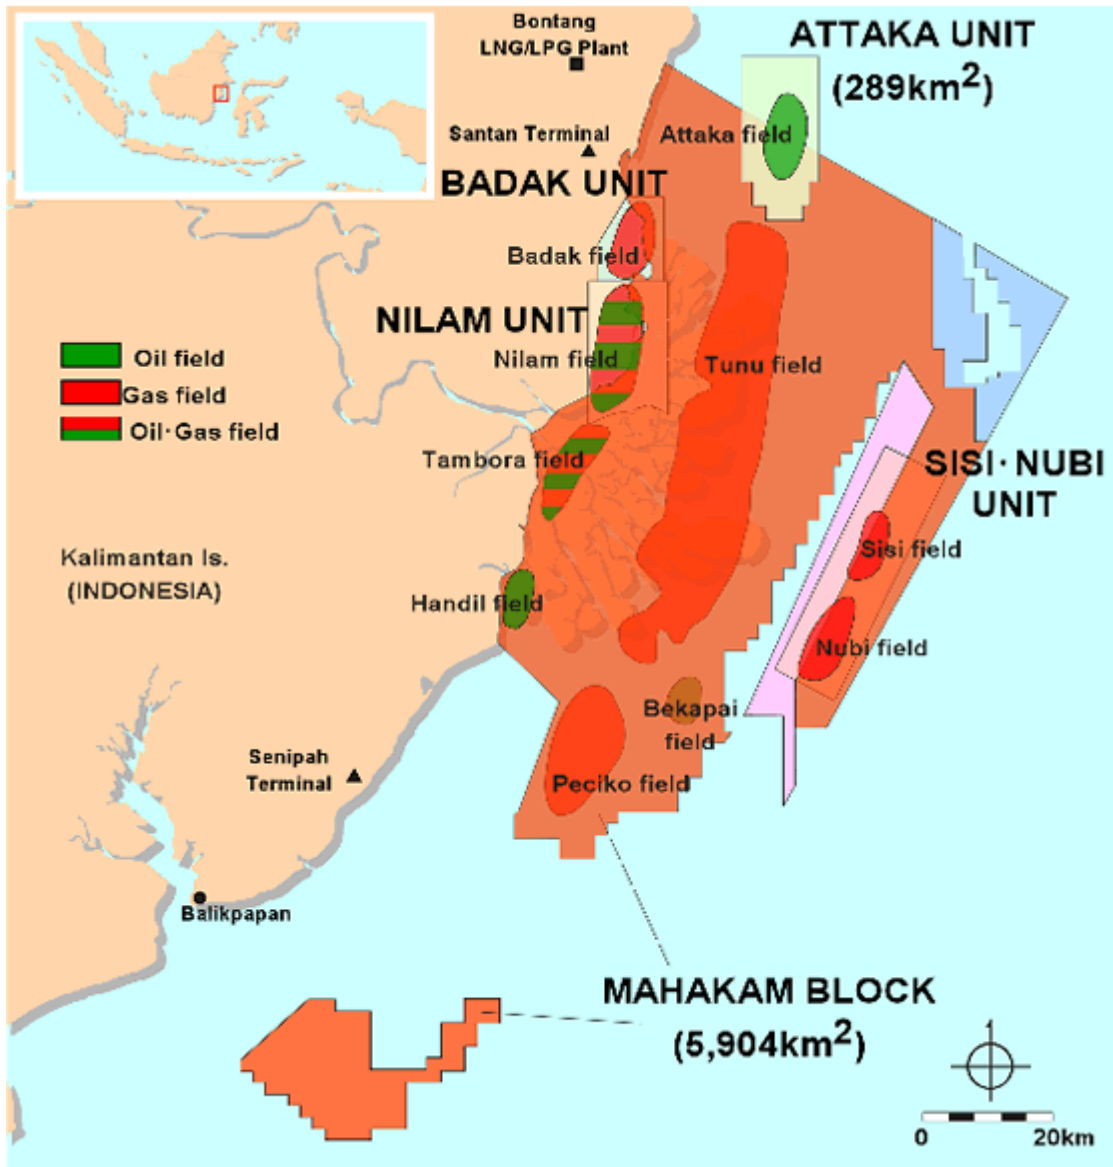 Bontang
LNG/LPG Plant
ATTAKA UNIT
(289km2)
Santan Terminal
Attaka field
BADAK UNIT
Badak field
NILAM UNIT
Nilam field
Tunu field
Oil field
Gas field
Oil·Gas field
Tambora field
SISI·NUBI
UNIT
Kalimantan Is.
(INDONESIA)
Sisi field
Handil field
Nubi field
Bekapai
field
Senipah
Terminal
Peciko field
Balikpapan
MAHAKAM BLOCK
(5,904km2)
0 20km